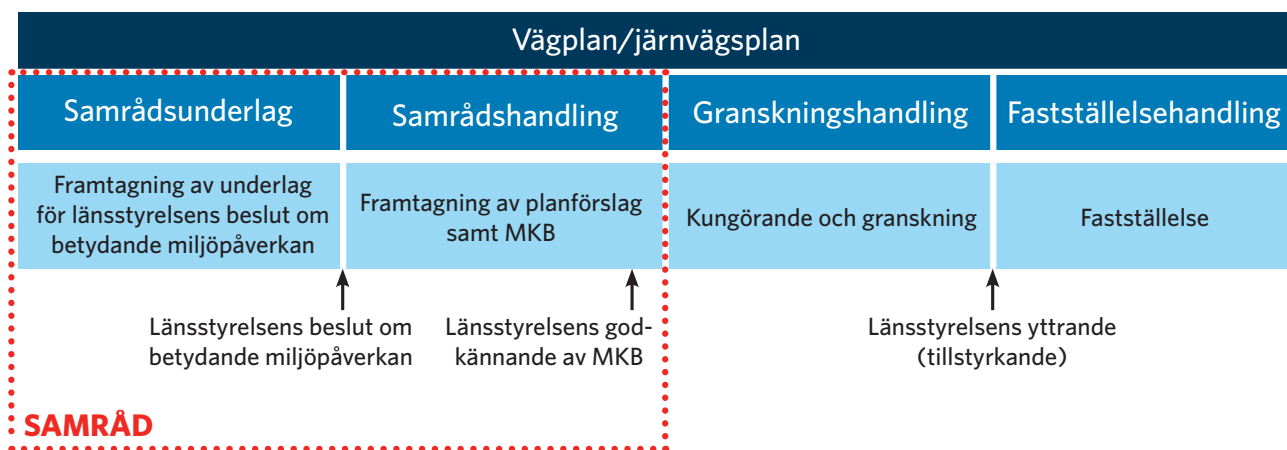 Vägplan/järnvägsplan
Samrådsunderlag
Samrådshandling
Granskningshandling
Fastställelsehandling
Framtagning av underlag
för länsstyrelsens beslut om
betydande miljöpåverkan
Framtagning av planförslag
samt MKB
Kungörande och granskning
Fastställelse
Länsstyrelsens beslut om
betydande miljöpåverkan
Länsstyrelsens god-
kännande av MKB
Länsstyrelsens yttrande
(tillstyrkande)
SAMRÅD